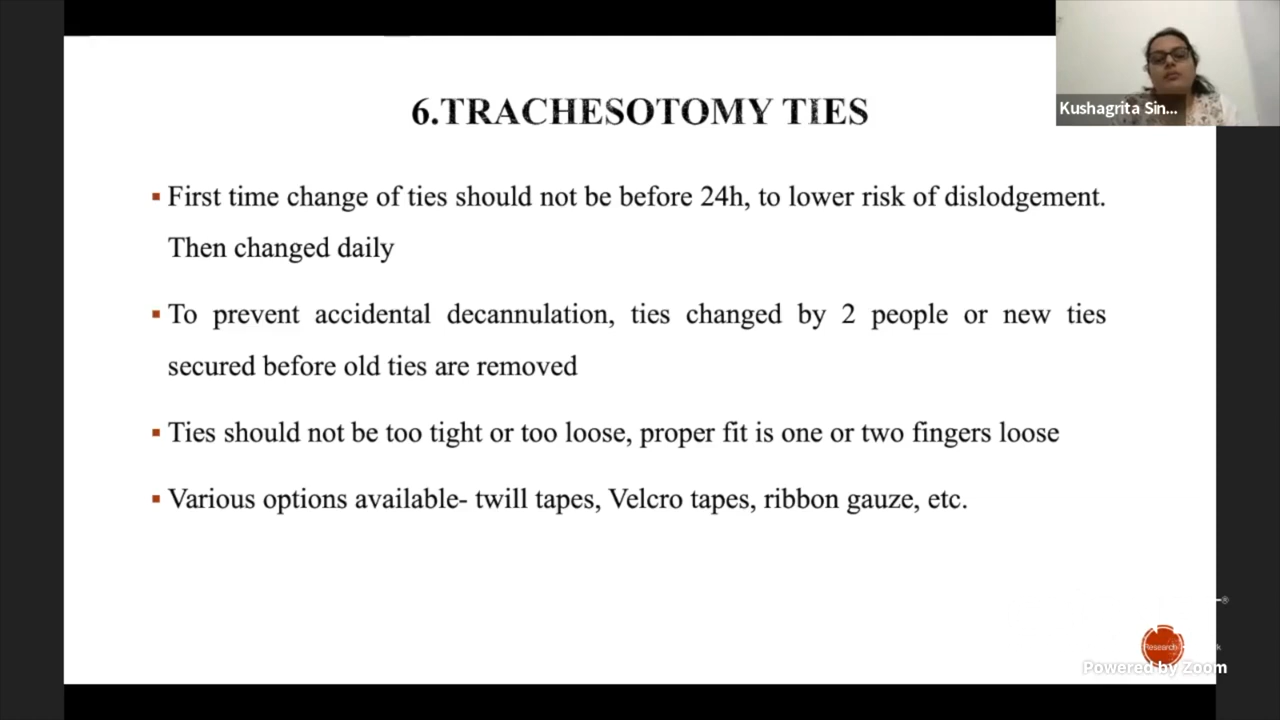 6.TRACHESOTOMY TIES
Kushagrita Sin...
▪ First time change of ties should not be before 24h, to lower risk of dislodgement.
Then changed daily
▪ To prevent accidental decannulation, ties changed by 2 people or new ties
secured before old ties are removed
▪ Ties should not be too tight or too loose, proper fit is one or two fingers loose
▪ Various options available- twill tapes, Velcro tapes, ribbon gauze, etc.
Research
Powered by Zoom